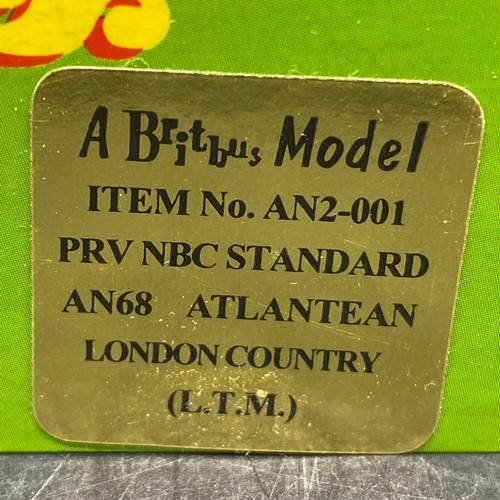 A Britbus Model
ITEM No. AN2-001
PRV NBC STANDARD
AN68 ATLANTEAN
LONDON COUNTRY
(L.T.M.)